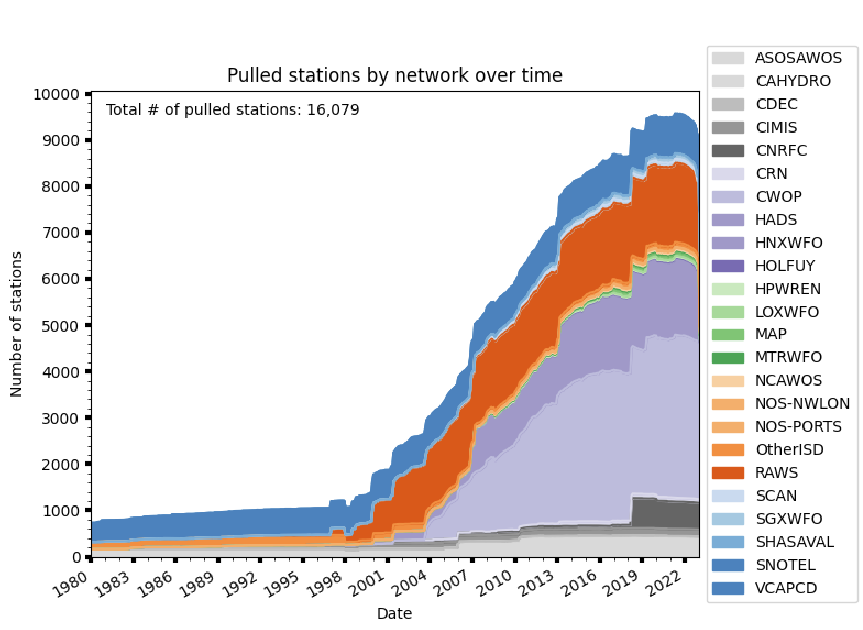 Pulled stations by network over time
Total # of pulled stations: 16,079
Number of stations
10000
9000
8000
7000
6000
5000
4000
3000
2000
1000
0
1980
1983
1986
1989
1992
1995
1998
2001
2004
2007
2010
2013
2016
2019
2022
Date
ASOSAWOS
CAHYDRO
CDEC
CIMIS
CNRFC
CRN
CWOP
HADS
HNXWFO
HOLFUY
HPWREN
LOXWFO
MAP
MTRWFO
NCAWOS
NOS-NWLON
NOS-PORTS
OtherISD
RAWS
SCAN
SGXWFO
SHASAVAL
SNOTEL
VCAPCD